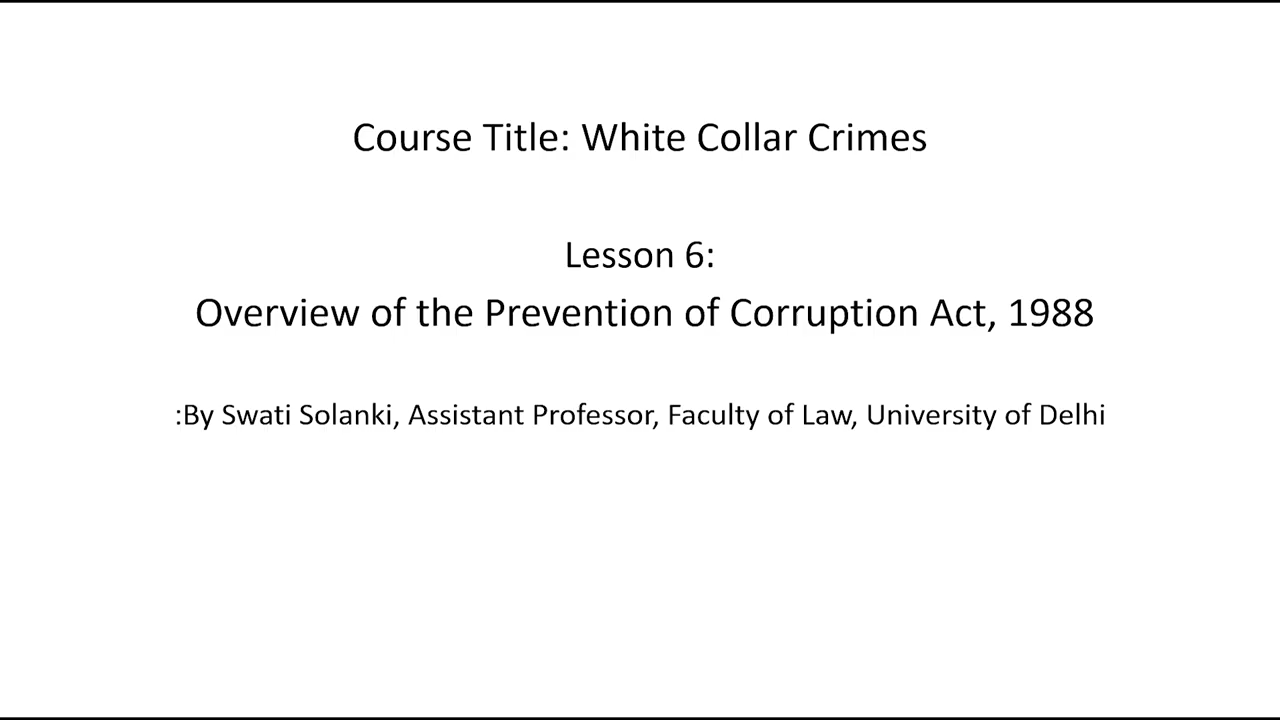 Course Title: White Collar Crimes
Lesson 6:
Overview of the Prevention of Corruption Act, 1988
:By Swati Solanki, Assistant Professor, Faculty of Law, University of Delhi